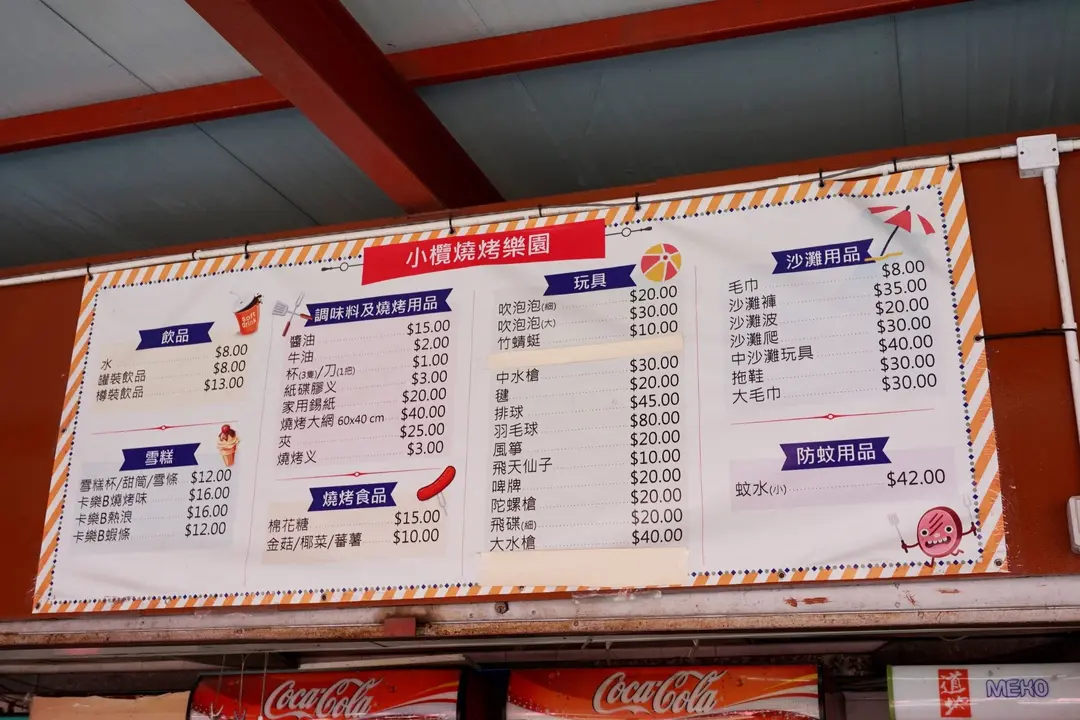 小欖燒烤樂園
飲品
水 $8.00
罐裝飲品 $8.00
樽裝飲品 $13.00
Soft Drink
雪糕
雪糕杯/甜筒/雪條 $12.00
卡樂B燒烤味 $16.00
卡樂B熱浪 $16.00
卡樂B蝦條 $12.00
調味料及燒烤用品
醬油 $15.00
牛油 $2.00
杯(3隻)/刀(1把) $1.00
紙碟膠义 $3.00
家用錫紙 $20.00
燒烤大網 60x40 cm $40.00
夾 $25.00
燒烤义 $3.00
燒烤食品
棉花糖 $15.00
金菇/椰菜/蕃薯 $10.00
玩具
吹泡泡(細) $20.00
吹泡泡(大) $30.00
竹蜻蜓 $10.00
中水槍 $30.00
毽 $20.00
排球 $45.00
羽毛球 $80.00
風箏 $20.00
飛天仙子 $10.00
啤牌 $20.00
陀螺槍 $20.00
飛碟(細) $20.00
大水槍 $40.00
沙灘用品
毛巾 $8.00
沙灘褲 $35.00
沙灘波 $20.00
沙灘爬 $30.00
中沙灘玩具 $40.00
拖鞋 $30.00
大毛巾 $30.00
防蚊用品
蚊水(小) $42.00
Coca-Cola
Coca-Cola
道地
MEKO